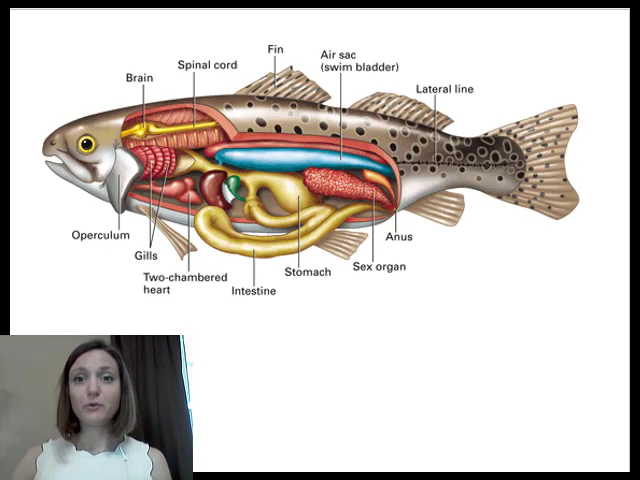 Fin
Air sac
(swim bladder)
Spinal cord
Brain
Lateral line
Operculum
Gills
Anus
Sex organ
Stomach
Two-chambered
heart
Intestine